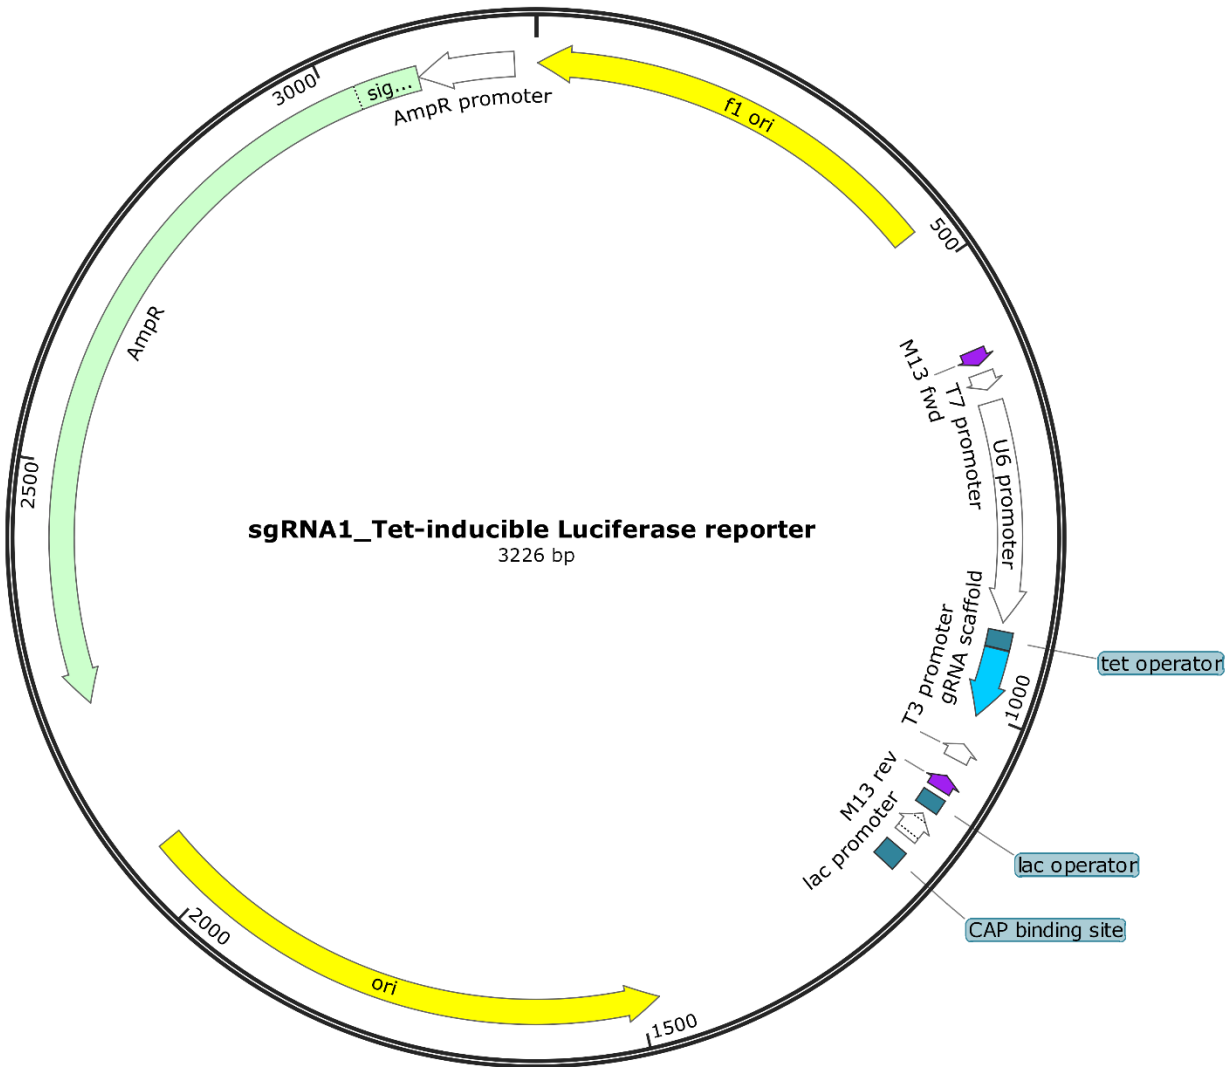 3000
sig...
AmpR promoter
f1 ori
500
M13 fwd
T7 promoter
U6 promoter
AmpR
2500
sgRNA1_Tet-inducible Luciferase reporter
3226 bp
gRNA scaffold
T3 promoter
tet operator
1000
M13 rev
lac promoter
lac operator
CAP binding site
2000
ori
1500